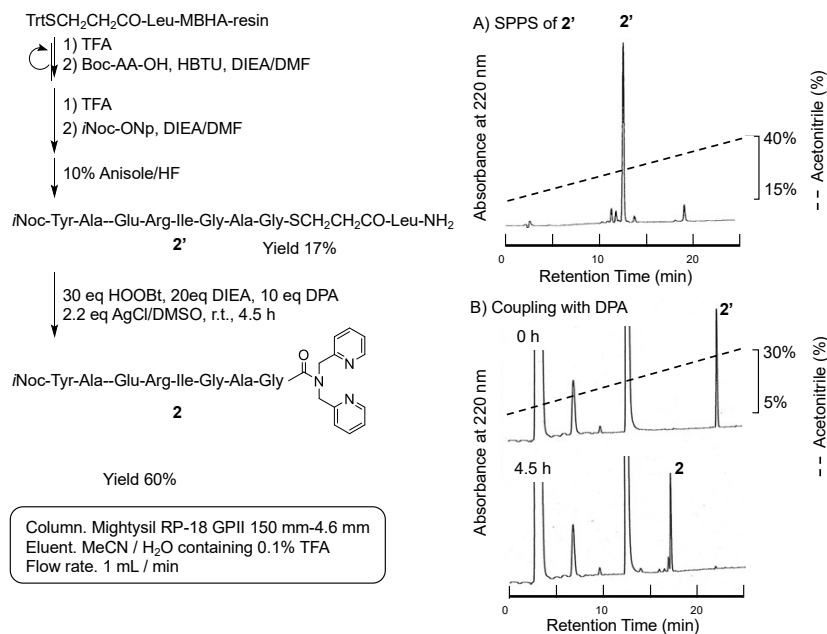 TrtSCH2CH2CO-Leu-MBHA-resin
1) TFA
2) Boc-AA-OH, HBTU, DIEA/DMF
1) TFA
2) iNoc-ONp, DIEA/DMF
10% Anisole/HF
iNoc-Tyr-Ala--Glu-Arg-Ile-Gly-Ala-Gly-SCH2CH2CO-Leu-NH2
2' Yield 17%
30 eq HOOBt, 20eq DIEA, 10 eq DPA
2.2 eq AgCl/DMSO, r.t., 4.5 h
iNoc-Tyr-Ala--Glu-Arg-Ile-Gly-Ala-Gly
O
N
N
N
2
Yield 60%
Column. Mightysil RP-18 GPII 150 mm-4.6 mm
Eluent. MeCN / H2O containing 0.1% TFA
Flow rate. 1 mL / min
A) SPPS of 2'
2'
Absorbance at 220 nm
40%
15%
-- Acetonitrile (%)
0 10 20
Retention Time (min)
B) Coupling with DPA
2'
0 h
30%
5%
-- Acetonitrile (%)
Absorbance at 220 nm
4.5 h
2
0 10 20
Retention Time (min)